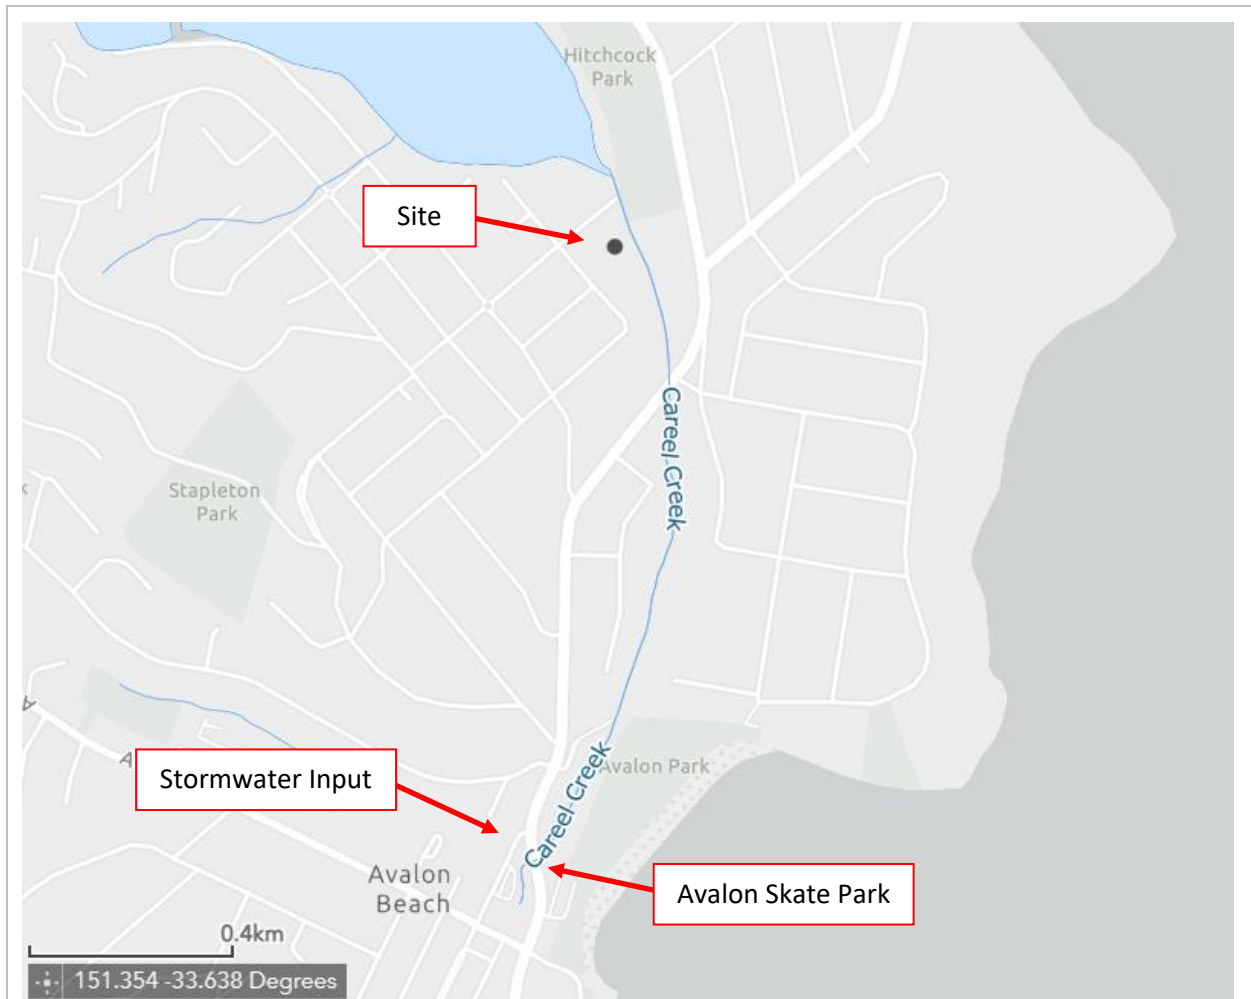 Hitchcock
Park
Site
Careel Creek
Stapleton
Park
Stormwater Input
Avalon Park
Careel Creek
Avalon
Beach
Avalon Skate Park
0.4km
151.354 -33.638 Degrees